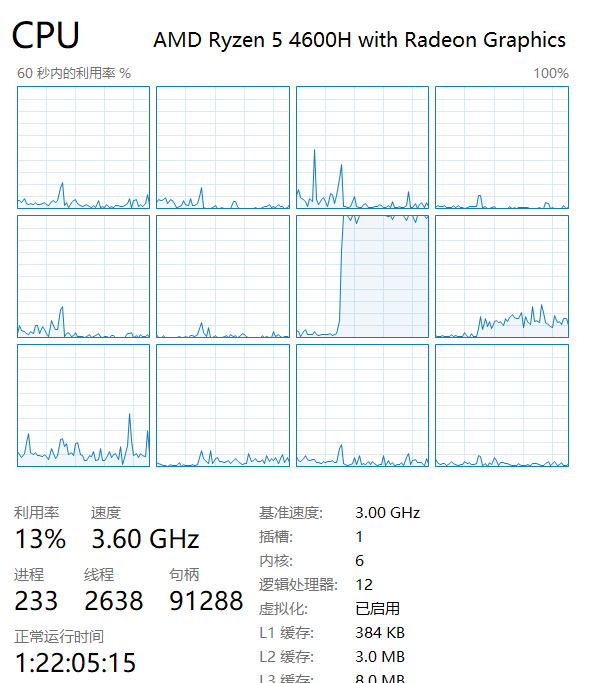 CPU AMD Ryzen 5 4600H with Radeon Graphics
60 秒内的利用率 % 100%
利用率 速度 基准速度: 3.00 GHz
13% 3.60 GHz 插槽: 1
内核: 6
进程 线程 句柄 逻辑处理器: 12
233 2638 91288 虚拟化: 已启用
正常运行时间 L1 缓存: 384 KB
1:22:05:15 L2 缓存: 3.0 MB
L3 缓存: 8.0 MB